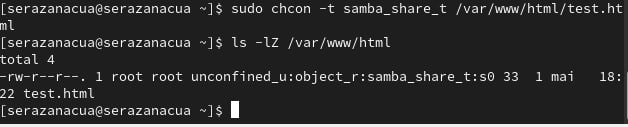 [serazanacua@serazanacua ~]$ sudo chcon -t samba_share_t /var/www/html/test.ht
ml
[serazanacua@serazanacua ~]$ ls -lZ /var/www/html
total 4
-rw-r--r--. 1 root root unconfined_u:object_r:samba_share_t:s0 33  1 mai   18:
22 test.html
[serazanacua@serazanacua ~]$